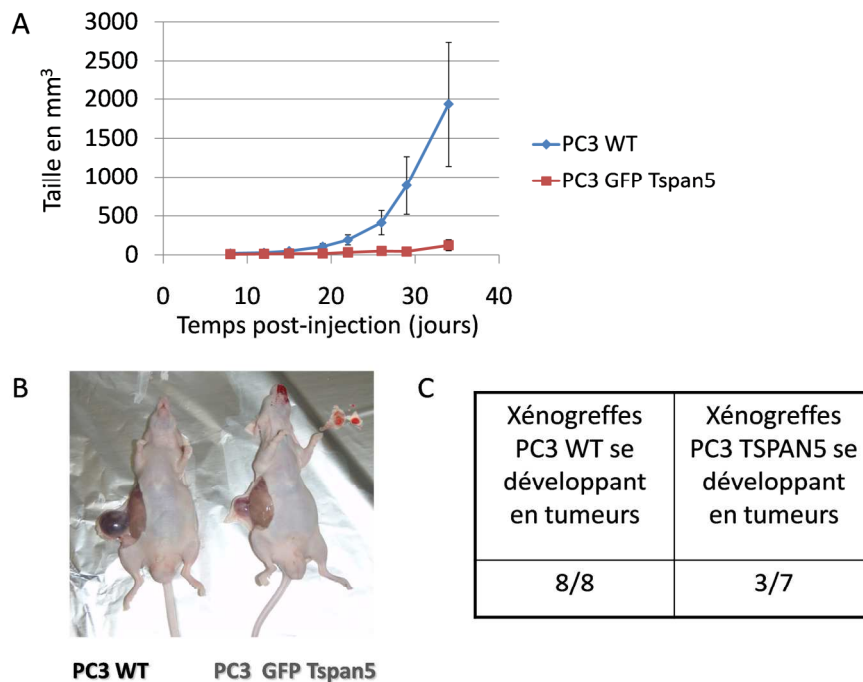 A
3000
2500
2000
1500
1000
500
0
Taille en mm³
0 10 20 30 40
Temps post-injection (jours)
PC3 WT
PC3 GFP Tspan5
B
PC3 WT PC3 GFP Tspan5
C
Xénogreffes
PC3 WT se
développant
en tumeurs
Xénogreffes
PC3 TSPAN5 se
développant
en tumeurs
8/8
3/7